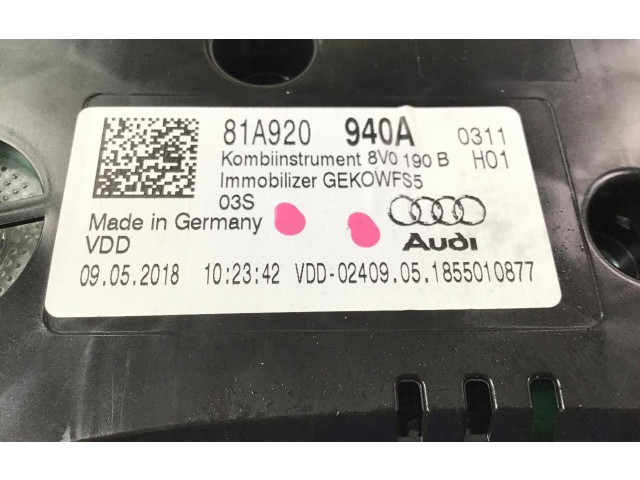 81A920 940A 0311
Kombiinstrument 8V0 190 B H01
Immobilizer GEKOWFS5
03S
Made in Germany
VDD
Audi
09.05.2018 10:23:42 VDD-02409.05.1855010877